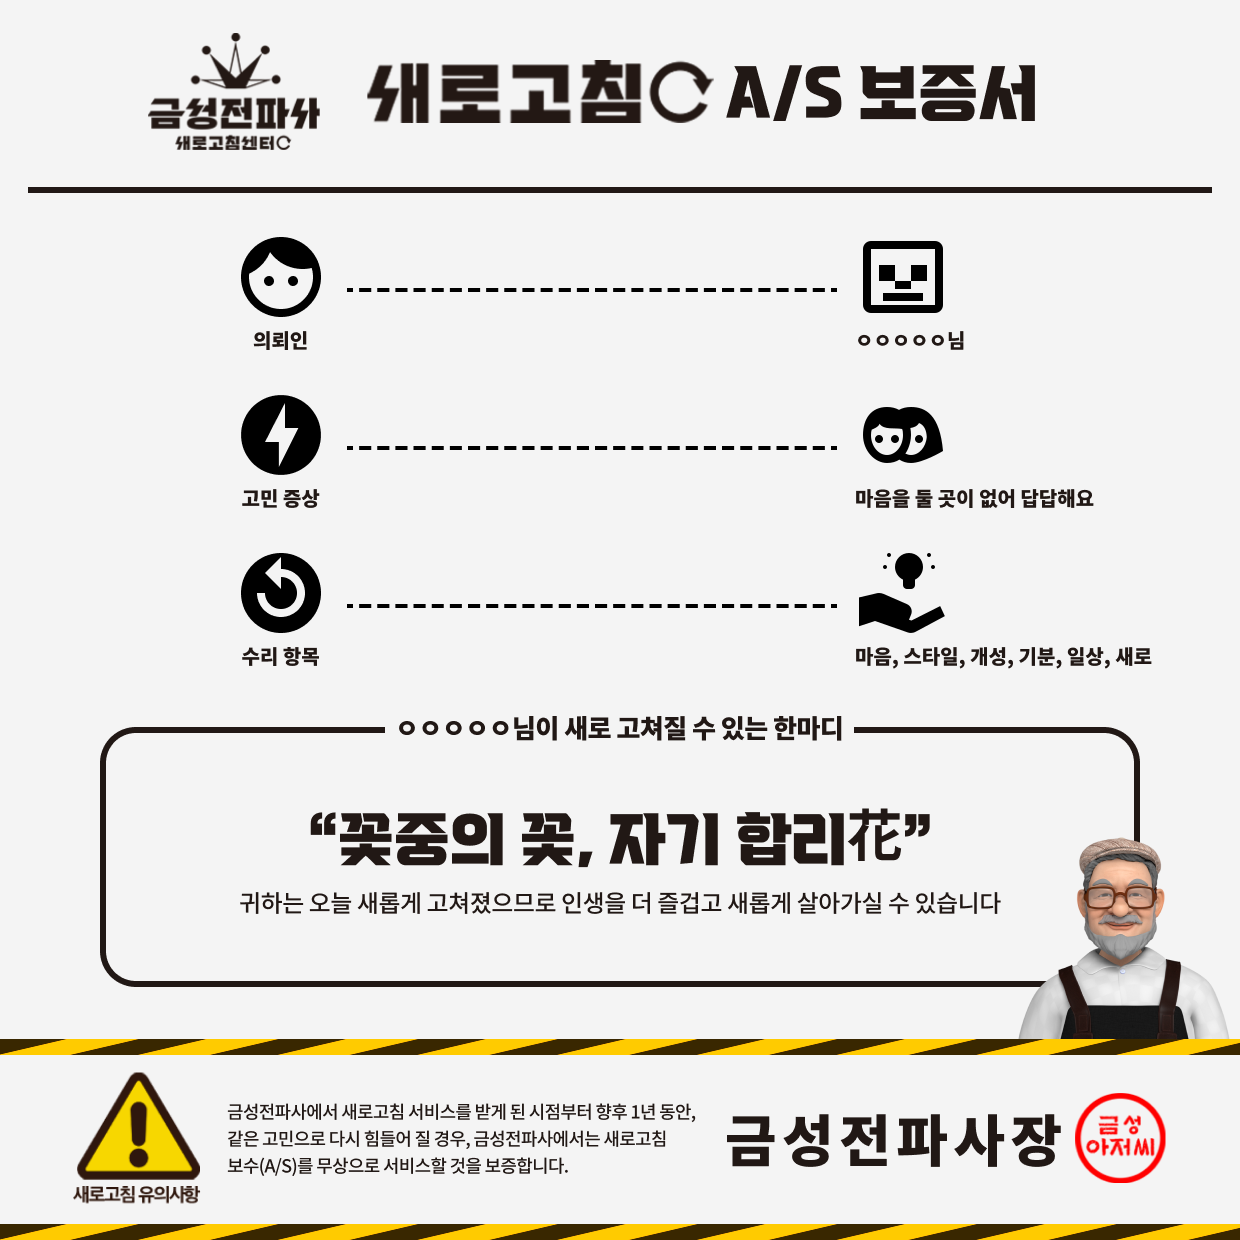 금성전파사
새로고침센터
새로고침 A/S 보증서
의뢰인
ㅇㅇㅇㅇㅇ님
고민 증상
마음을 둘 곳이 없어 답답해요
수리 항목
마음, 스타일, 개성, 기분, 일상, 새로
ㅇㅇㅇㅇㅇ님이 새로 고쳐질 수 있는 한마디
“꽃중의 꽃, 자기 합리花”
귀하는 오늘 새롭게 고쳐졌으므로 인생을 더 즐겁고 새롭게 살아가실 수 있습니다
금성전파사에서 새로고침 서비스를 받게 된 시점부터 향후 1년 동안,
같은 고민으로 다시 힘들어 질 경우, 금성전파사에서는 새로고침
보수(A/S)를 무상으로 서비스할 것을 보증합니다.
새로고침 유의사항
금성전파사장
금성
아저씨